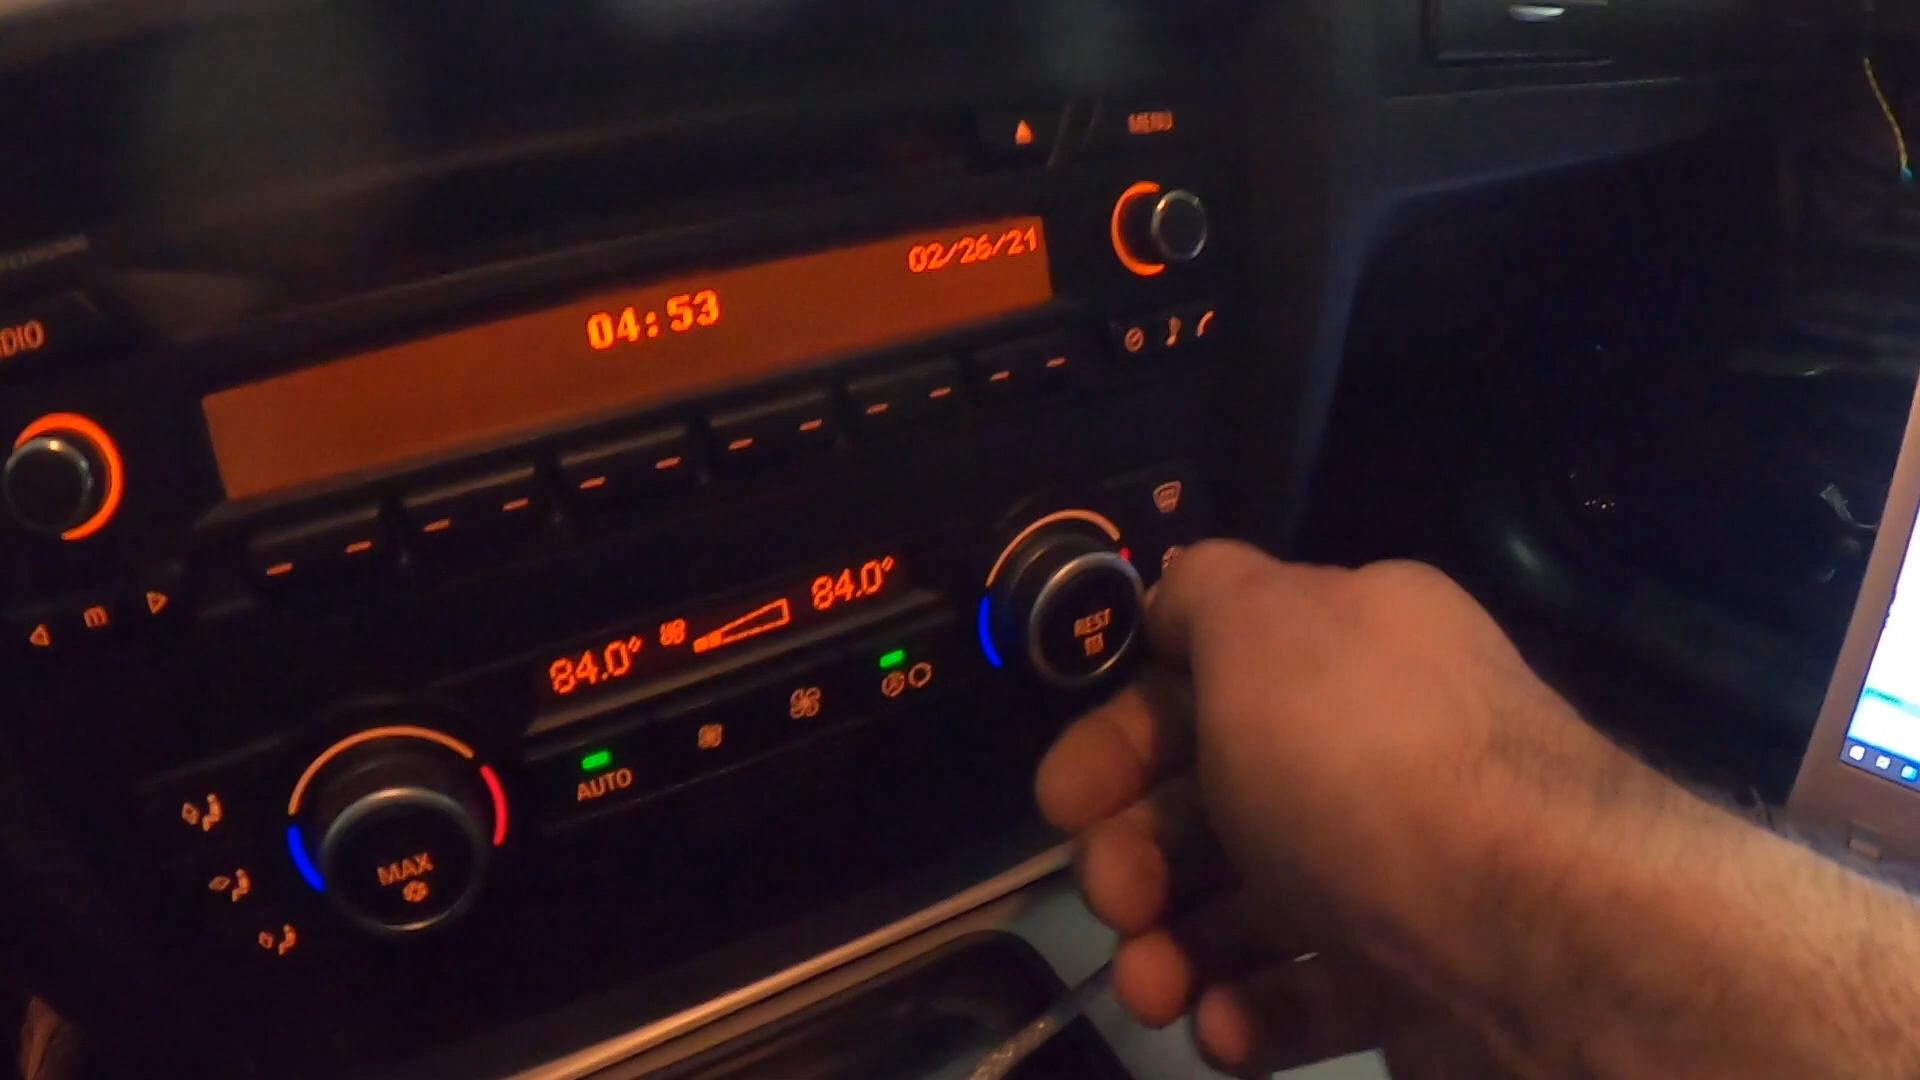 MENU
02/26/21
04:53
DIO
84.0°
84.0°
REST
AUTO
MAX